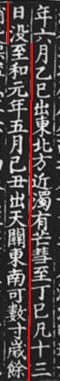 年六月乙巳出東北方近濁有芒彗至丁巳凡十三
日没至和元年五月己丑出天關東南可數寸歲餘